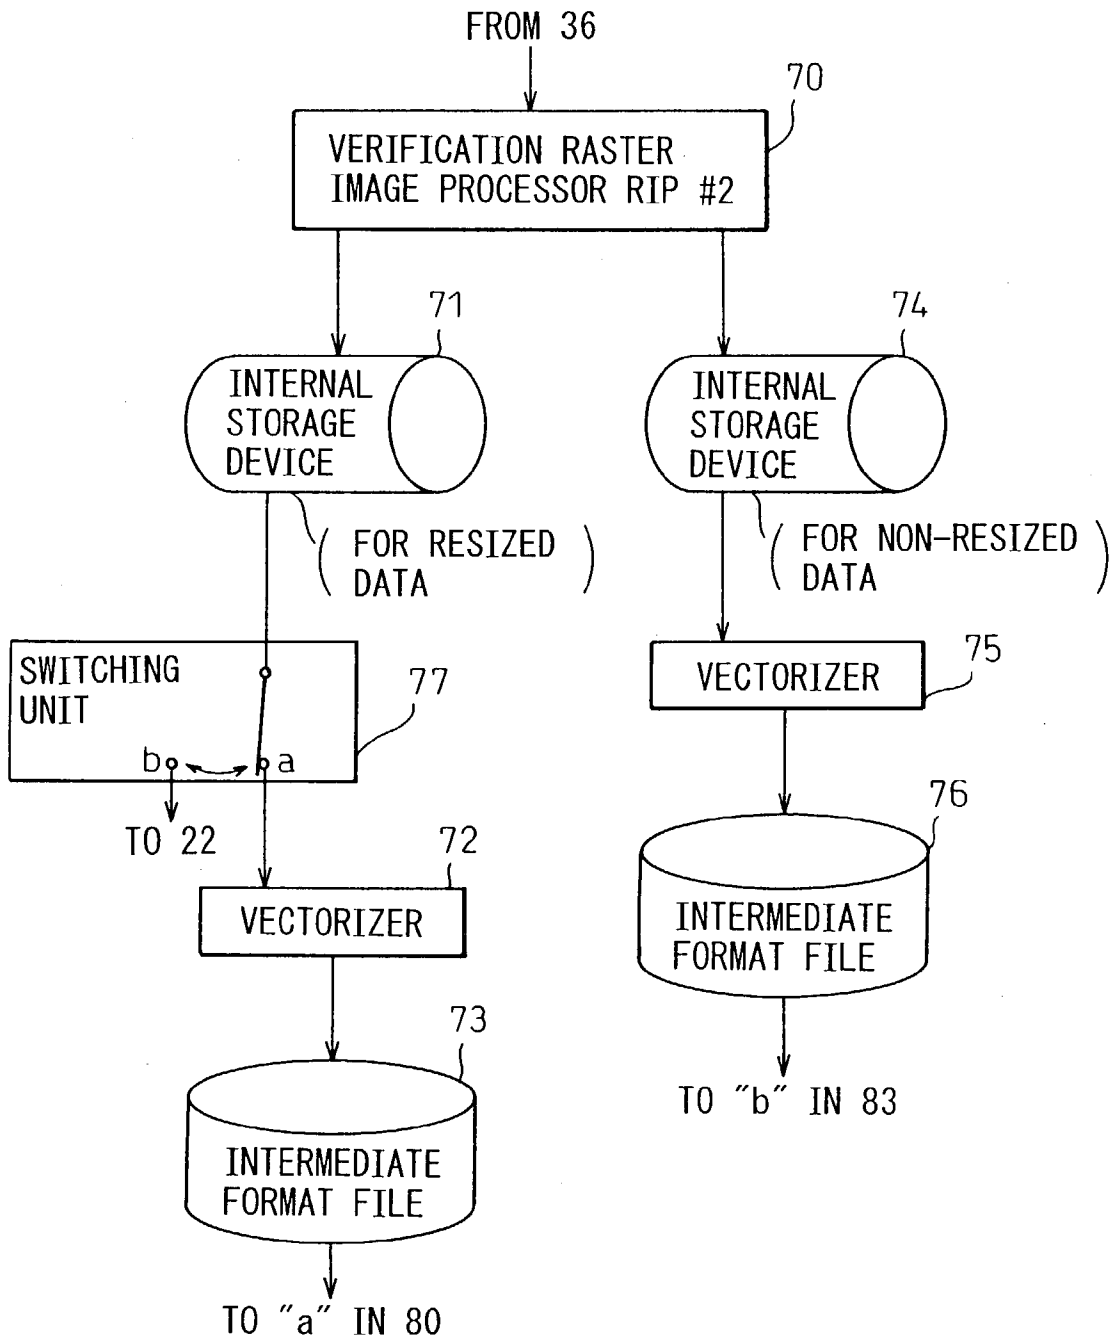 FROM 36
70
VERIFICATION RASTER
IMAGE PROCESSOR RIP #2
71
INTERNAL
STORAGE
DEVICE
(FOR RESIZED
DATA)
74
INTERNAL
STORAGE
DEVICE
(FOR NON-RESIZED
DATA)
SWITCHING
UNIT
77
b
a
TO 22
75
VECTORIZER
72
VECTORIZER
76
INTERMEDIATE
FORMAT FILE
TO "b" IN 83
73
INTERMEDIATE
FORMAT FILE
TO "a" IN 80